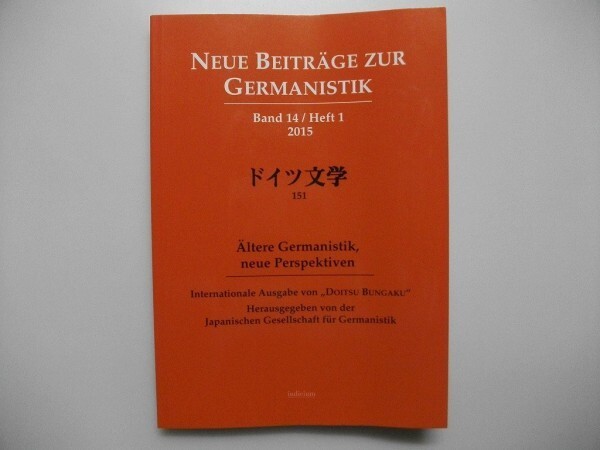 NEUE BEITRÄGE ZUR
GERMANISTIK
Band 14 / Heft 1
2015
ドイツ文学
151
Ältere Germanistik,
neue Perspektiven
Internationale Ausgabe von „DOITSU BUNGAKU“
Herausgegeben von der
Japanischen Gesellschaft für Germanistik
iudicium